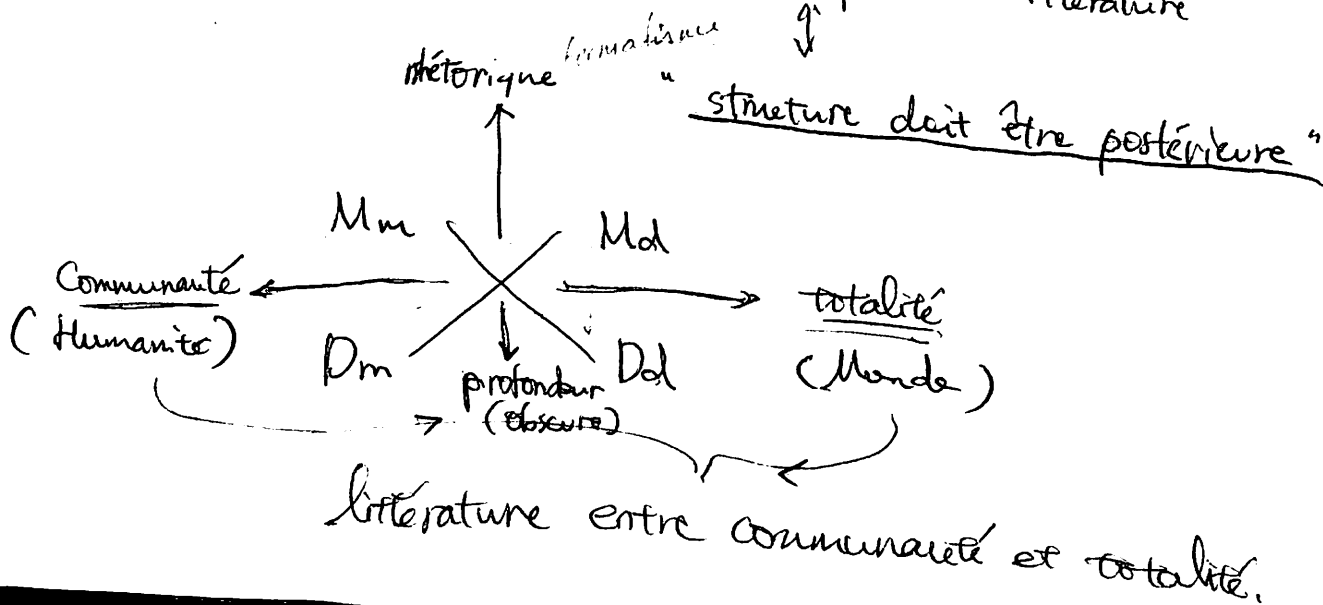 littérature
rhétorique formalisme
"structure doit être postérieure"
Mm Md
Communauté
totalité
(Humanité)
Dm Dd
(Monde)
profondeur
(obscure)
littérature entre communauté et totalité.